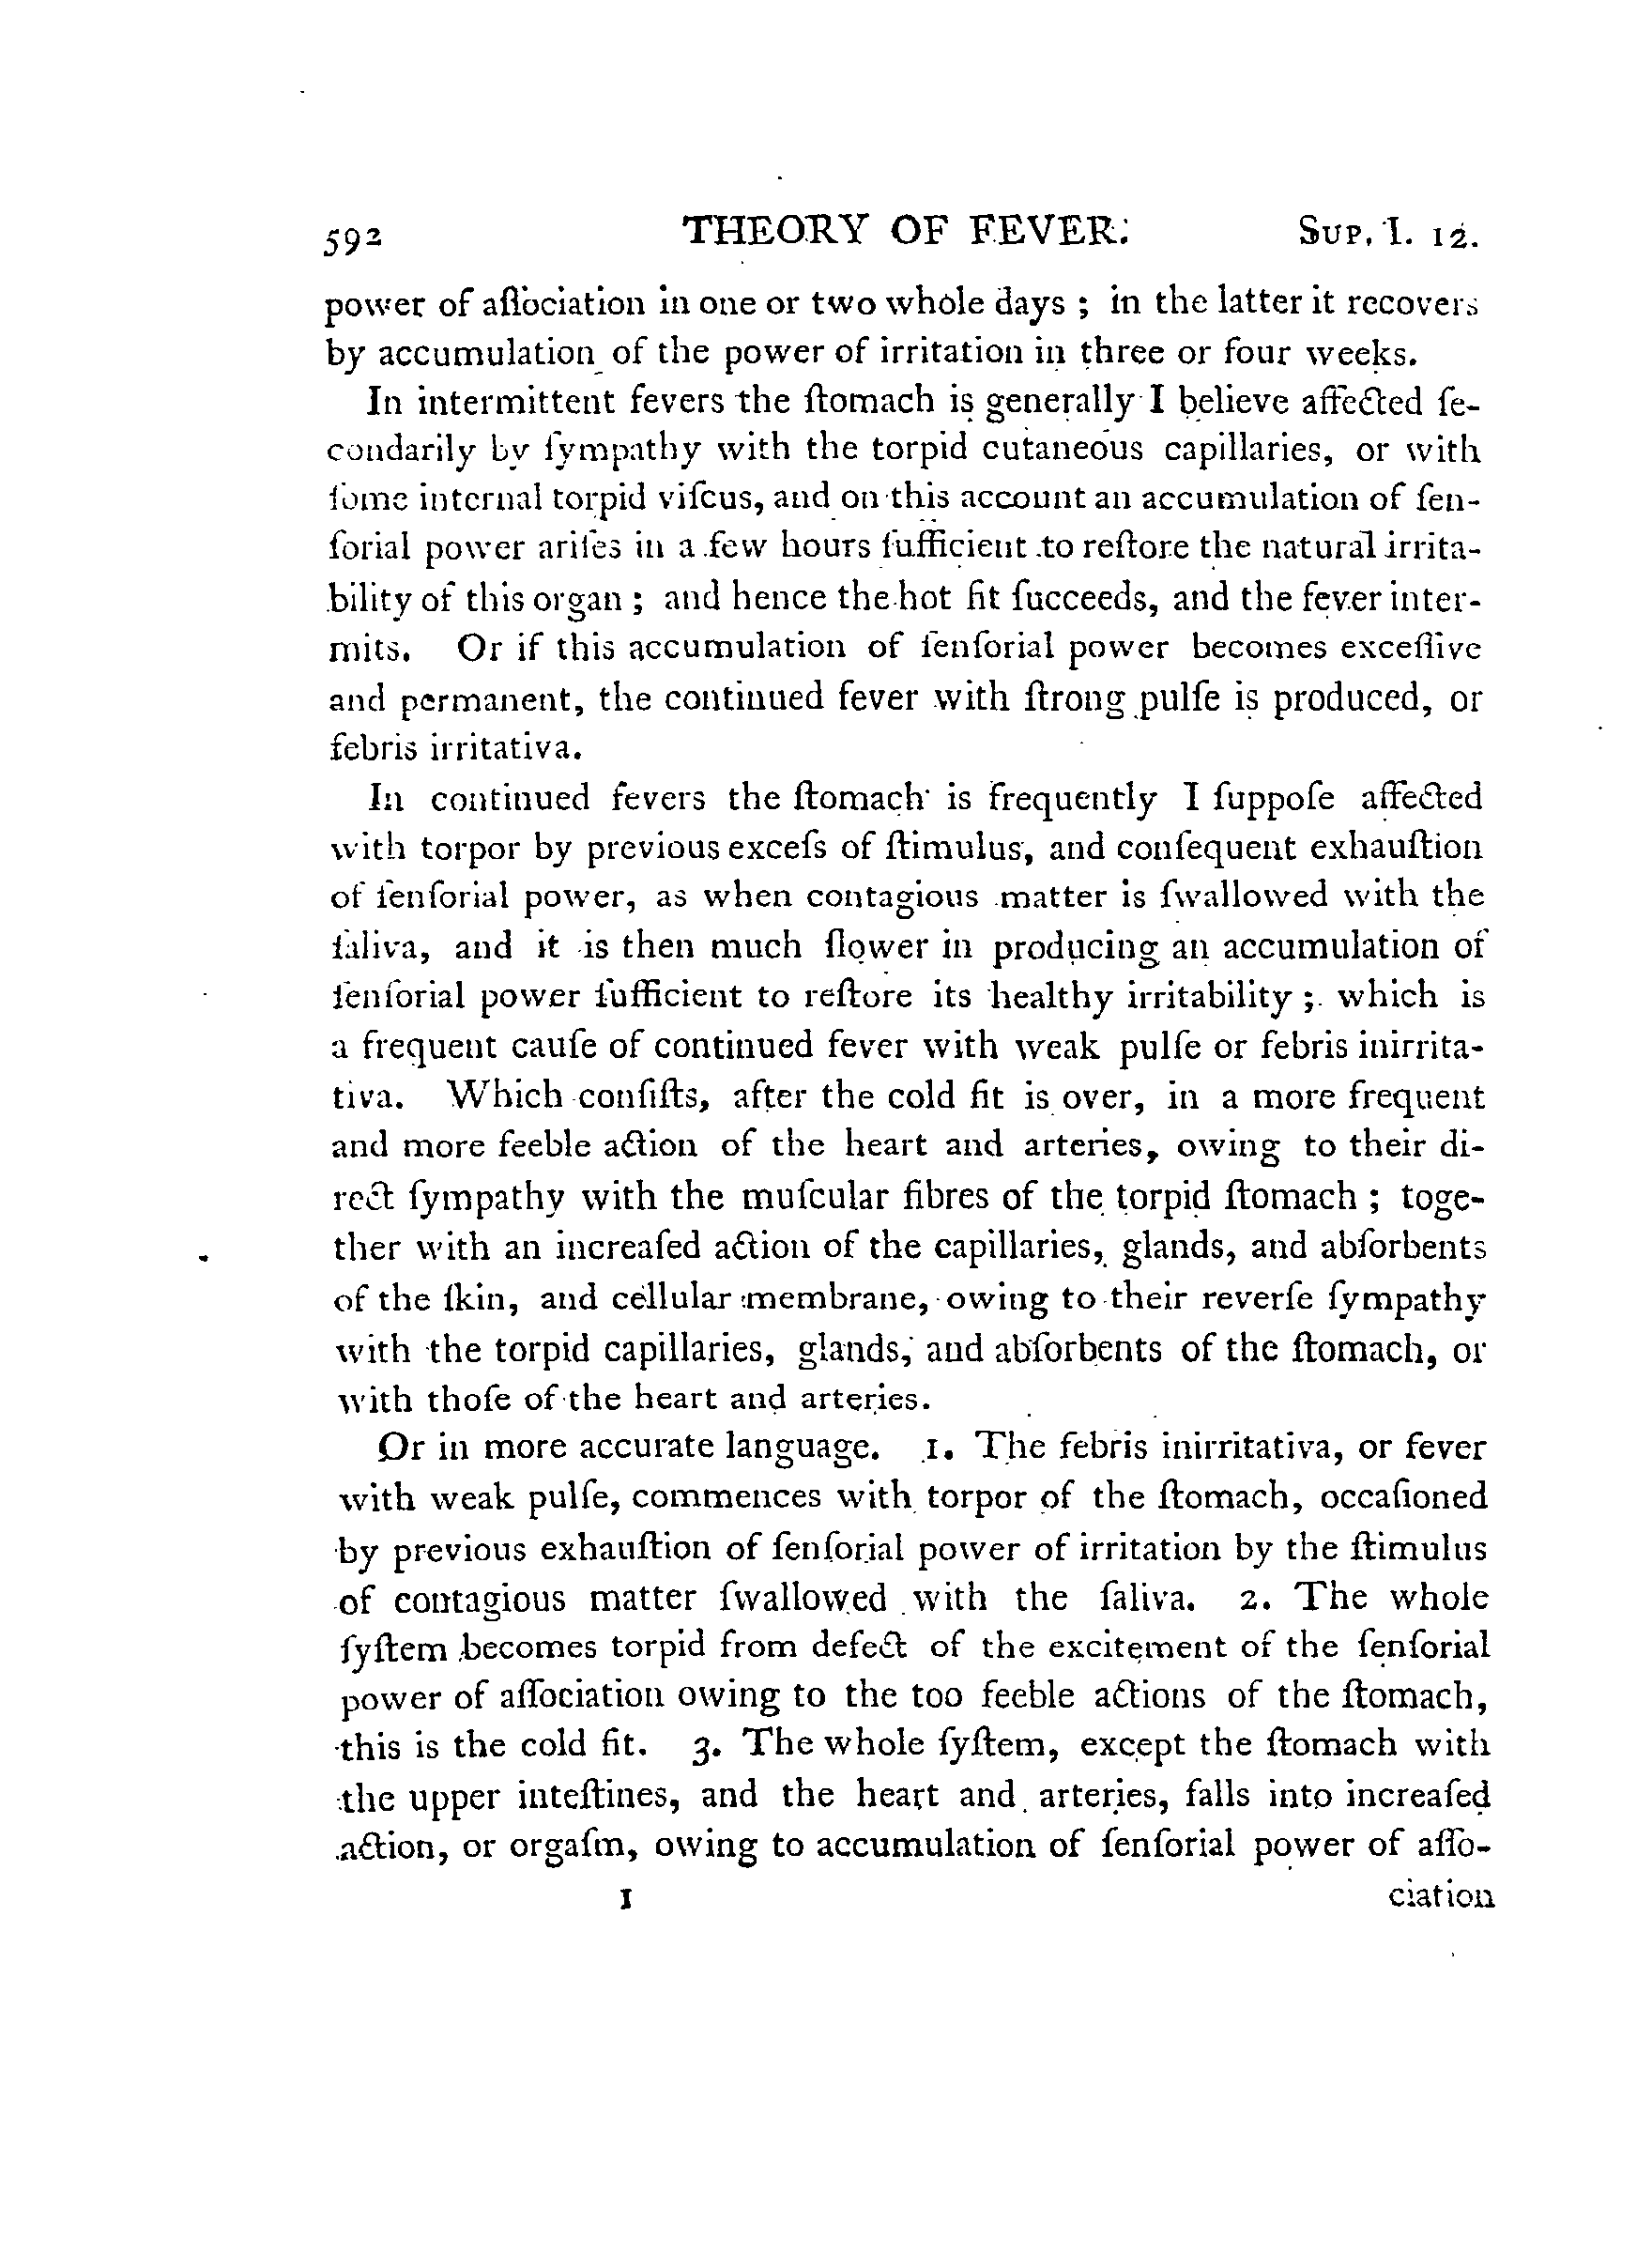 592 THEORY OF FEVER. SUP. I. 12.
power of aſſociation in one or two whole days ; in the latter it recovers
by accumulation of the power of irritation in three or four weeks.
In intermittent fevers the ſtomach is generally I believe affected ſe-
condarily by ſympathy with the torpid cutaneous capillaries, or with
ſome internal torpid viſcus, and on this account an accumulation of ſen-
ſorial power ariſes in a few hours ſufficient to reſtore the natural irrita-
bility of this organ ; and hence the hot fit ſucceeds, and the fever inter-
mits. Or if this accumulation of ſenſorial power becomes exceſſive
and permanent, the continued fever with ſtrong pulſe is produced, or
febris irritativa.
In continued fevers the ſtomach is frequently I ſuppoſe affected
with torpor by previous exceſs of ſtimulus, and conſequent exhauſtion
of ſenſorial power, as when contagious matter is ſwallowed with the
ſaliva, and it is then much ſlower in producing an accumulation of
ſenſorial power ſufficient to reſtore its healthy irritability ; which is
a frequent cauſe of continued fever with weak pulſe or febris inirrita-
tiva. Which conſiſts, after the cold fit is over, in a more frequent
and more feeble action of the heart and arteries, owing to their di-
rect ſympathy with the muſcular fibres of the torpid ſtomach ; toge-
ther with an increaſed action of the capillaries, glands, and abſorbents
of the ſkin, and cellular membrane, owing to their reverſe ſympathy
with the torpid capillaries, glands, and abſorbents of the ſtomach, or
with thoſe of the heart and arteries.
Or in more accurate language. 1. The febris inirritativa, or fever
with weak pulſe, commences with torpor of the ſtomach, occaſioned
by previous exhauſtion of ſenſorial power of irritation by the ſtimulus
of contagious matter ſwallowed with the ſaliva. 2. The whole
ſyſtem becomes torpid from defect of the excitement of the ſenſorial
power of aſſociation owing to the too feeble actions of the ſtomach,
this is the cold fit. 3. The whole ſyſtem, except the ſtomach with
the upper inteſtines, and the heart and arteries, falls into increaſed
action, or orgaſm, owing to accumulation of ſenſorial power of aſſo-
I ciation